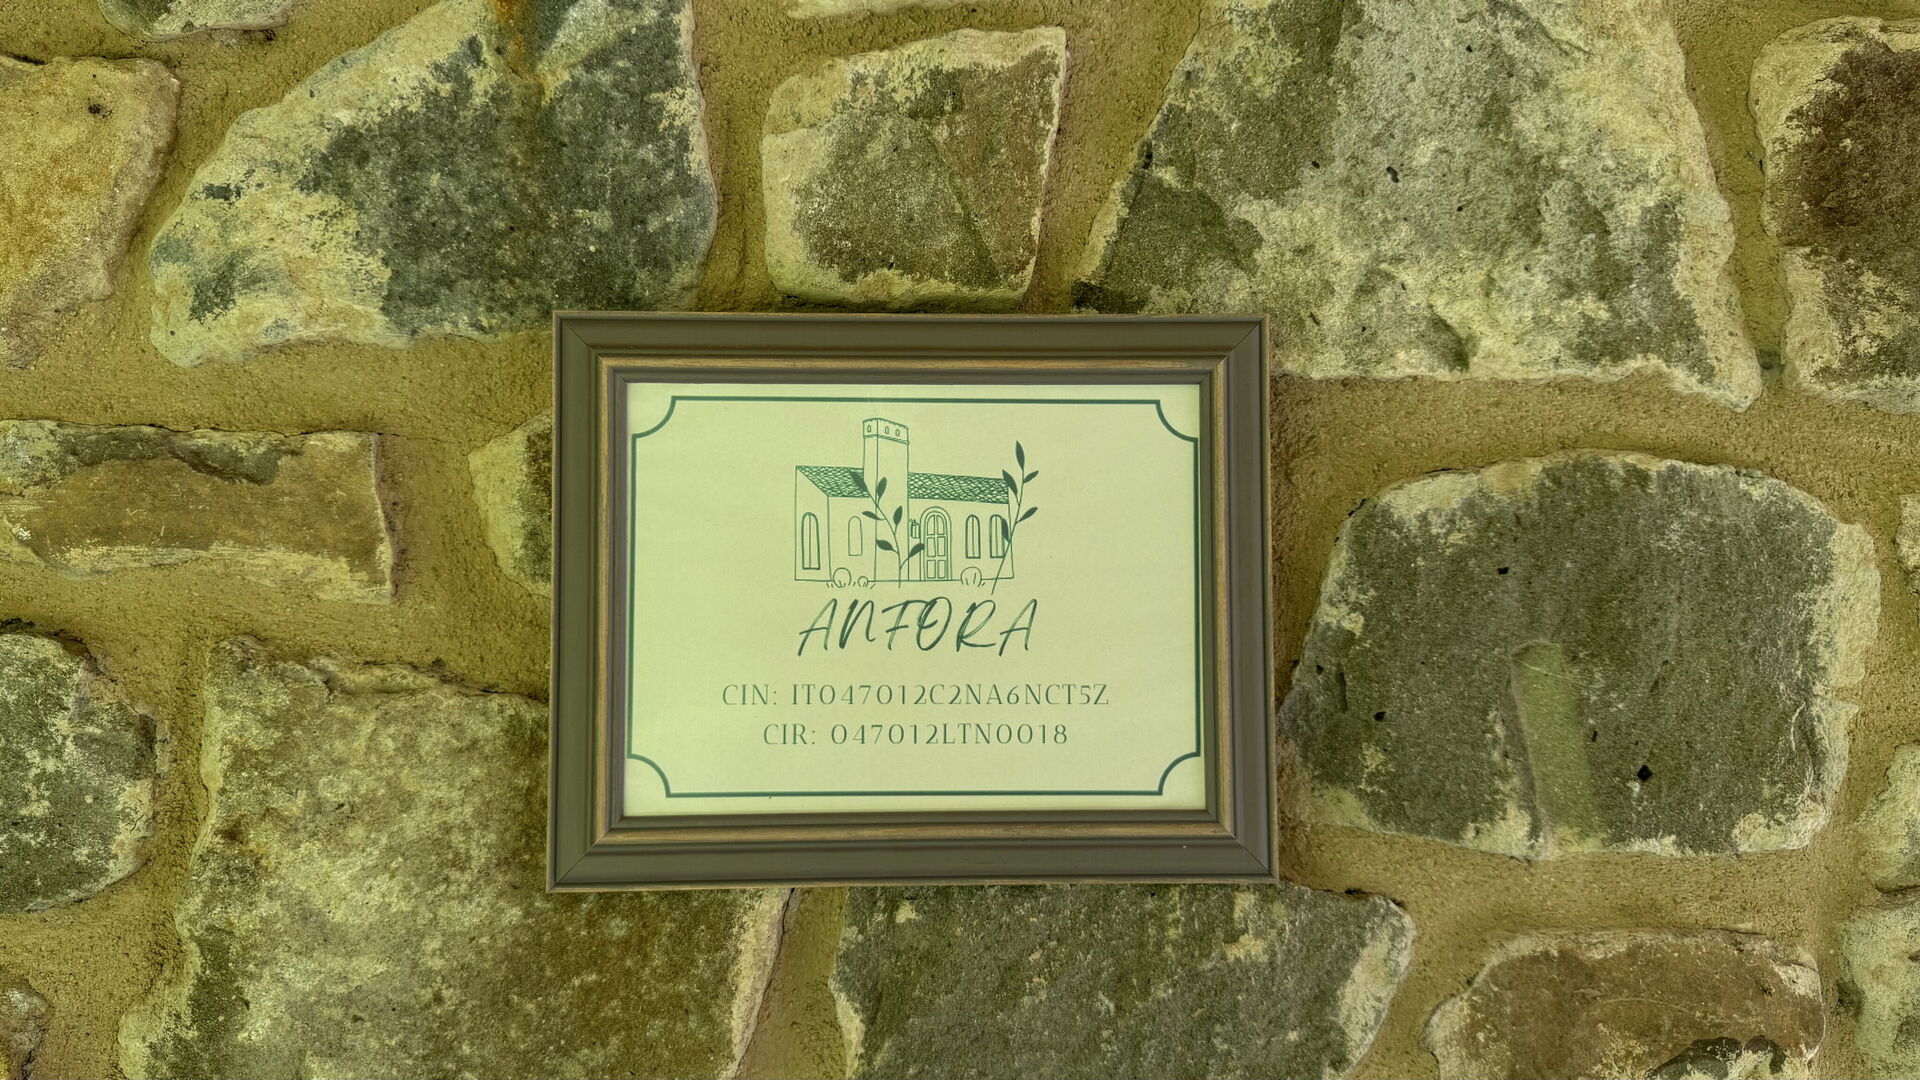 ANFORA
CIN: IT047012C2NA6NCT5Z
CIR: 047012LTN0018